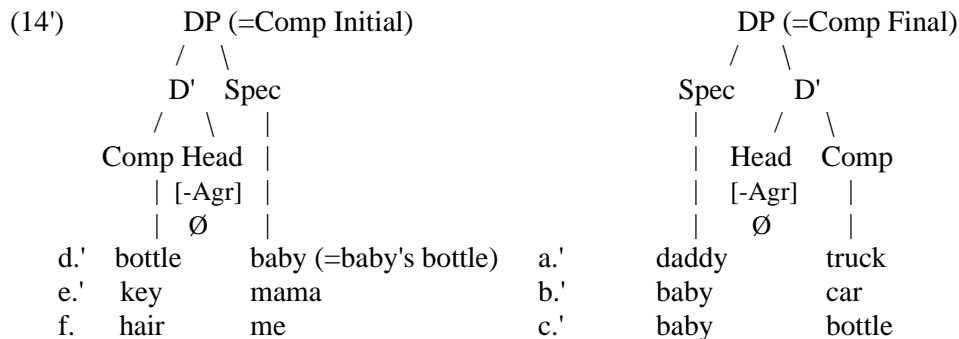 (14') DP (=Comp Initial) DP (=Comp Final)
D' Spec Spec D'
Comp Head Head Comp
[-Agr] [-Agr]
Ø Ø
d.' bottle baby (=baby's bottle) a.' daddy truck
e.' key mama b.' baby car
f. hair me c.' baby bottle